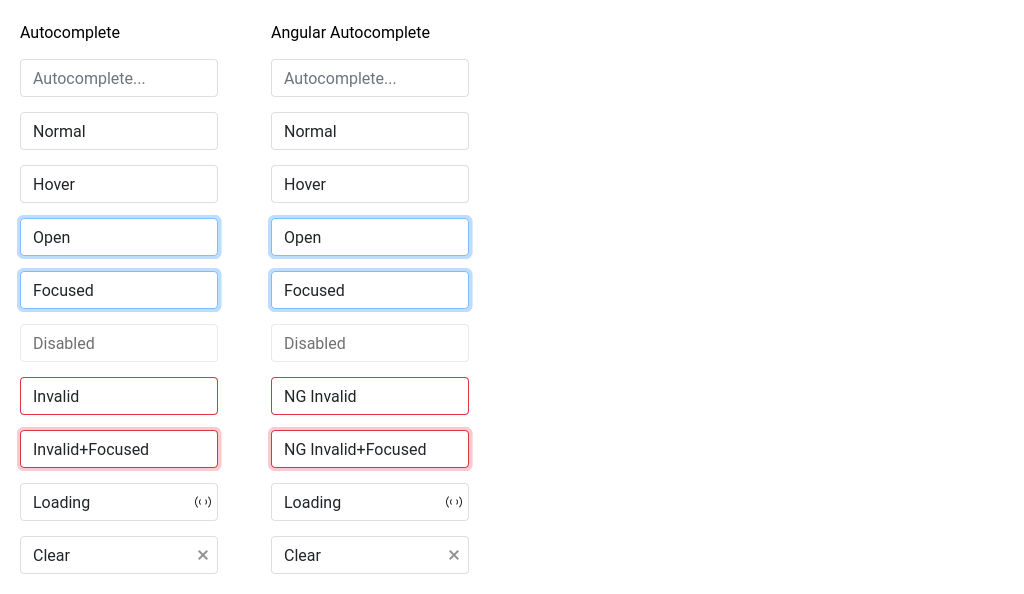 Autocomplete
Autocomplete...
Normal
Hover
Open
Focused
Disabled
Invalid
Invalid+Focused
Loading
Clear
Angular Autocomplete
Autocomplete...
Normal
Hover
Open
Focused
Disabled
NG Invalid
NG Invalid+Focused
Loading
Clear